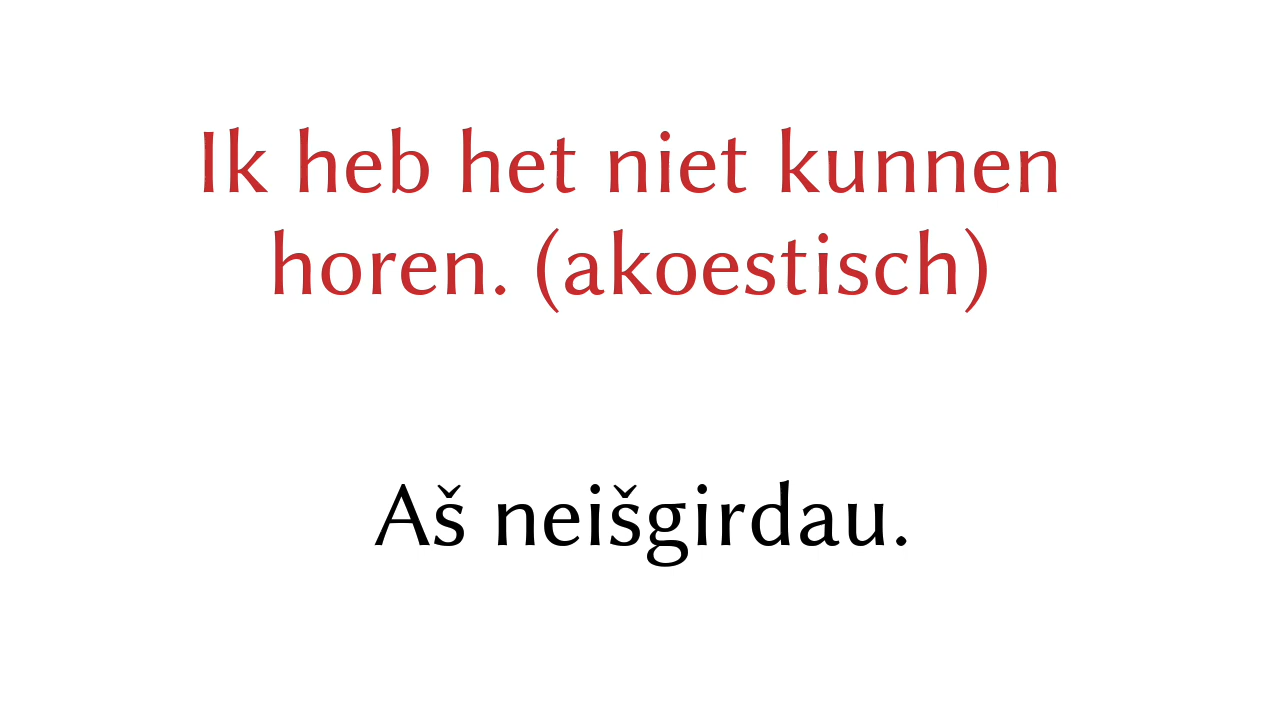 Ik heb het niet kunnen
horen. (akoestisch)
Aš neišgirdau.